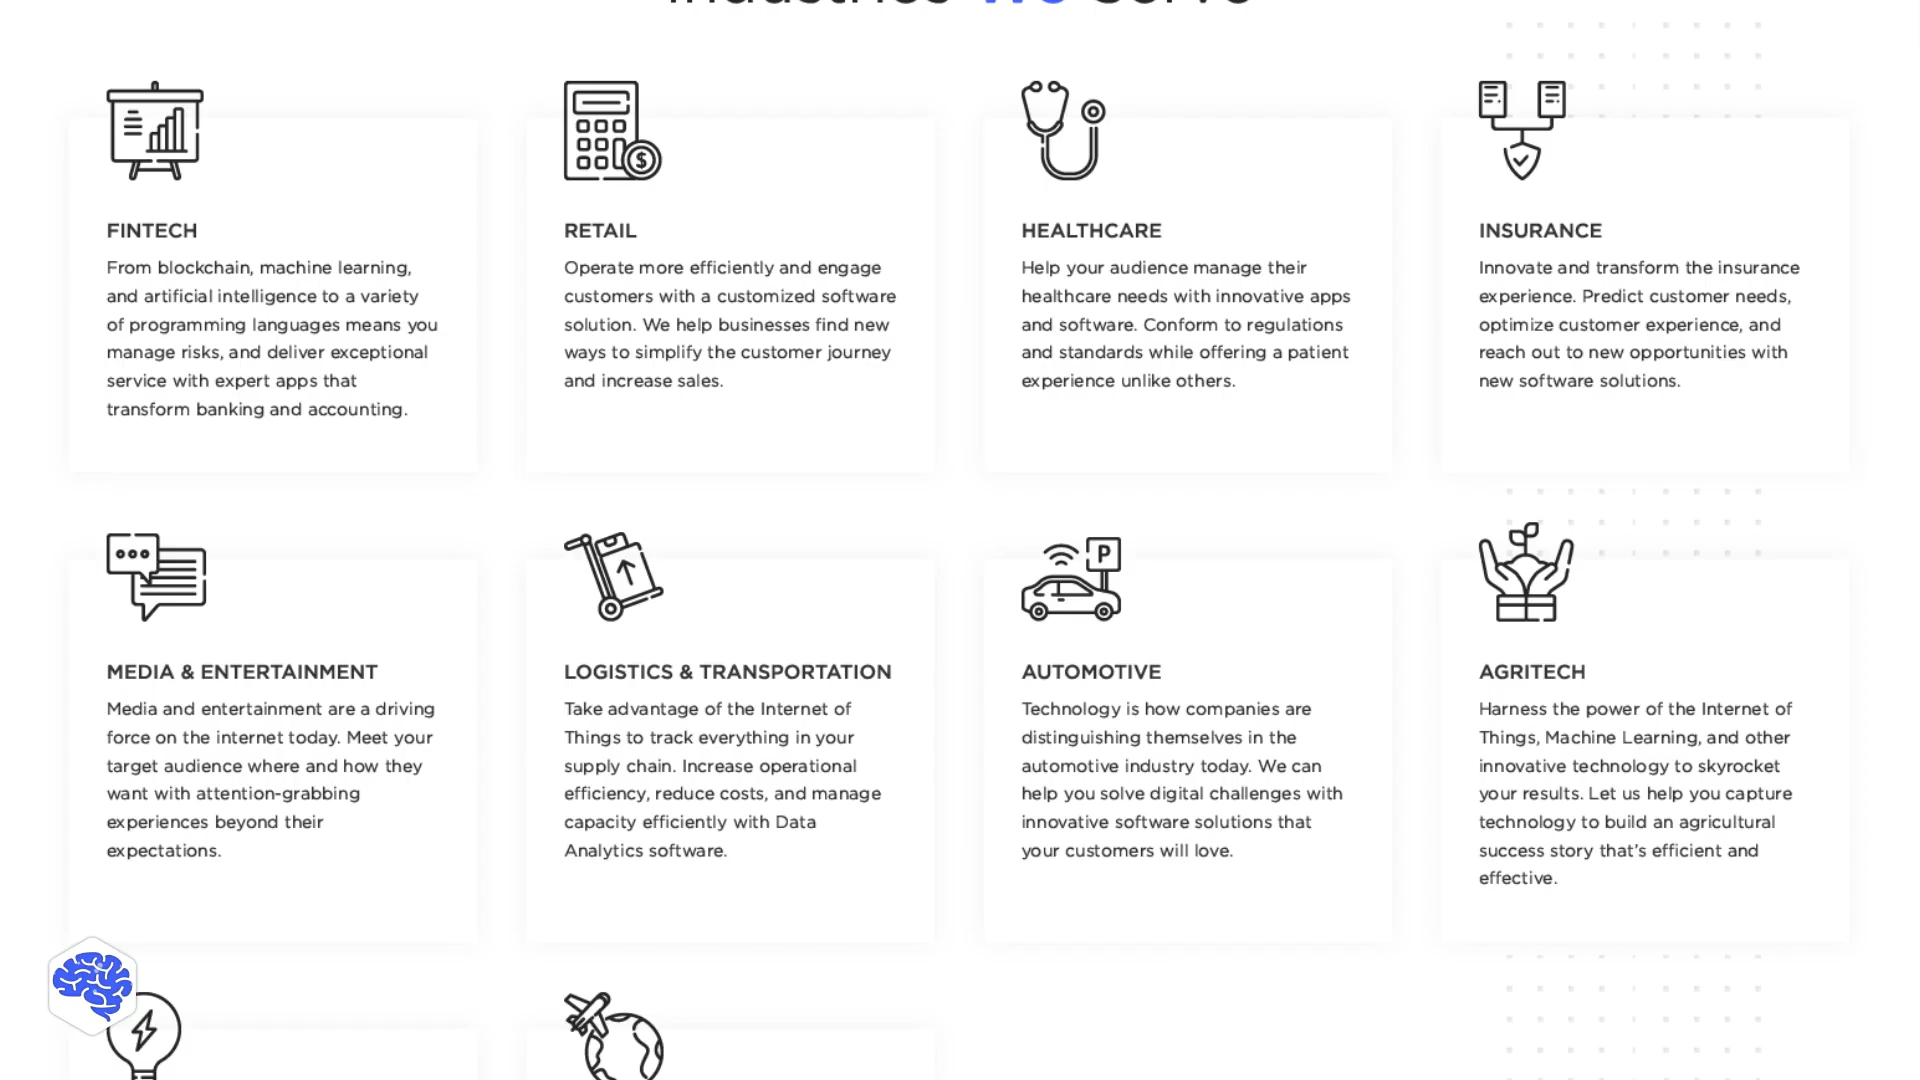 Industries We Serve
FINTECH
From blockchain, machine learning,
and artificial intelligence to a variety
of programming languages means you
manage risks, and deliver exceptional
service with expert apps that
transform banking and accounting.
RETAIL
Operate more efficiently and engage
customers with a customized software
solution. We help businesses find new
ways to simplify the customer journey
and increase sales.
HEALTHCARE
Help your audience manage their
healthcare needs with innovative apps
and software. Conform to regulations
and standards while offering a patient
experience unlike others.
INSURANCE
Innovate and transform the insurance
experience. Predict customer needs,
optimize customer experience, and
reach out to new opportunities with
new software solutions.
MEDIA & ENTERTAINMENT
Media and entertainment are a driving
force on the internet today. Meet your
target audience where and how they
want with attention-grabbing
experiences beyond their
expectations.
LOGISTICS & TRANSPORTATION
Take advantage of the Internet of
Things to track everything in your
supply chain. Increase operational
efficiency, reduce costs, and manage
capacity efficiently with Data
Analytics software.
P
AUTOMOTIVE
Technology is how companies are
distinguishing themselves in the
automotive industry today. We can
help you solve digital challenges with
innovative software solutions that
your customers will love.
AGRITECH
Harness the power of the Internet of
Things, Machine Learning, and other
innovative technology to skyrocket
your results. Let us help you capture
technology to build an agricultural
success story that's efficient and
effective.